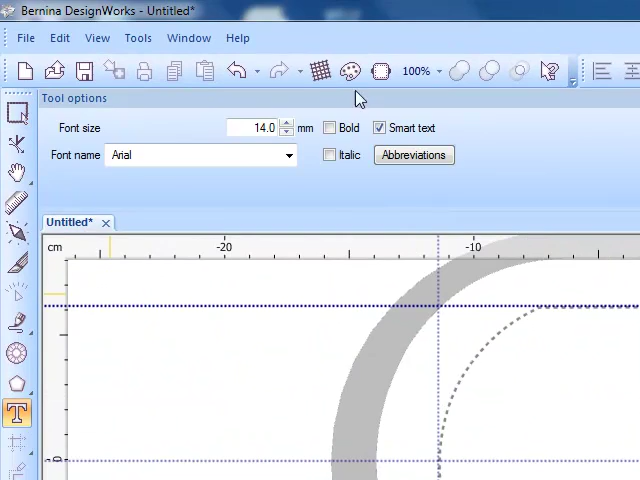 Bernina DesignWorks - Untitled*
File Edit View Tools Window Help
100%
Tool options
Font size 14.0 mm Bold Smart text
Font name Arial Italic Abbreviations
Untitled*
cm -20 -10
0
T